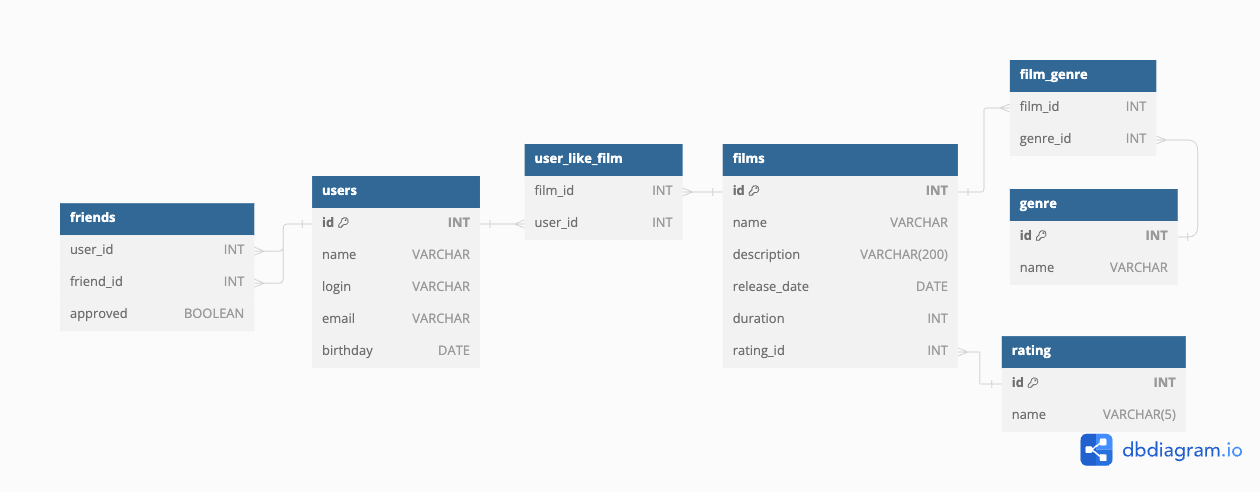 friends
user_id INT
friend_id INT
approved BOOLEAN
users
id INT
name VARCHAR
login VARCHAR
email VARCHAR
birthday DATE
user_like_film
film_id INT
user_id INT
films
id INT
name VARCHAR
description VARCHAR(200)
release_date DATE
duration INT
rating_id INT
film_genre
film_id INT
genre_id INT
genre
id INT
name VARCHAR
rating
id INT
name VARCHAR(5)
dbdiagram.io